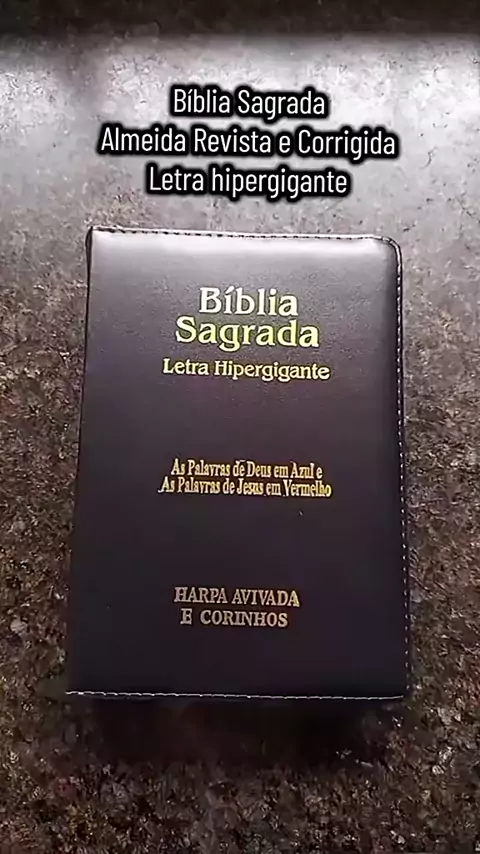 Bíblia Sagrada
Almeida Revista e Corrigida
Letra hipergigante
Bíblia
Sagrada
Letra Hipergigante
As Palavras de Deus em Azul e
As Palavras de Jesus em Vermelho
HARPA AVIVADA
E CORINHOS